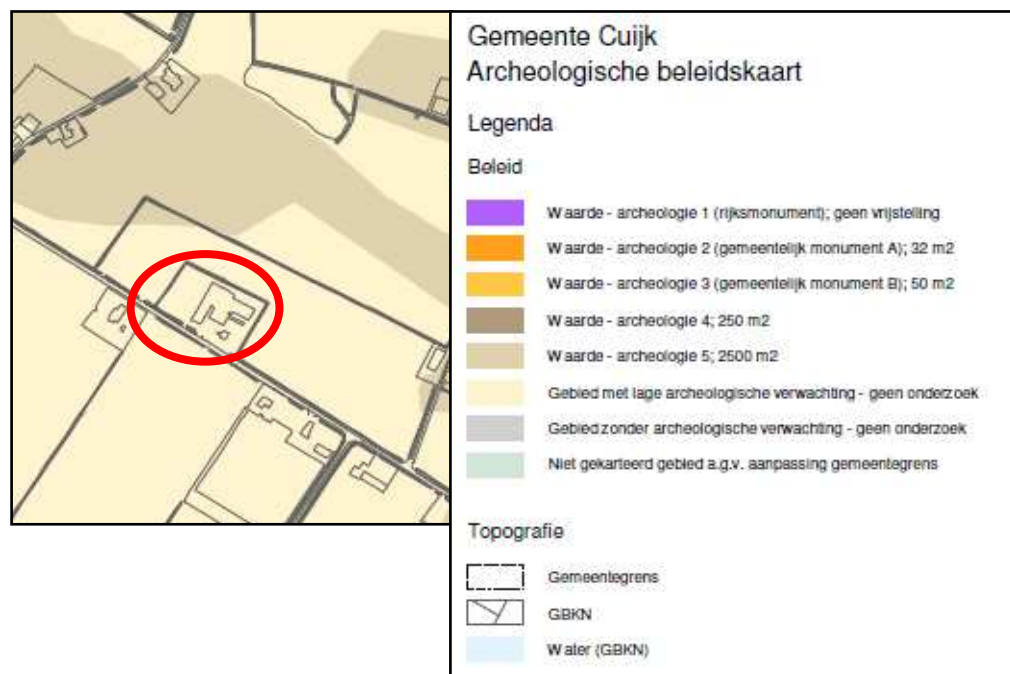 Gemeente Cuijk
Archeologische beleidskaart
Legenda
Beleid
Waarde - archeologie 1 (rijksmonument); geen vrijstelling
Waarde - archeologie 2 (gemeentelijk monument A); 32 m2
Waarde - archeologie 3 (gemeentelijk monument B); 50 m2
Waarde - archeologie 4; 250 m2
Waarde - archeologie 5; 2500 m2
Gebied met lage archeologische verwachting - geen onderzoek
Gebied zonder archeologische verwachting - geen onderzoek
Niet gekarteerd gebied a.g.v. aanpassing gemeentegrens
Topografie
Gemeentegrens
GBKN
Water (GBKN)